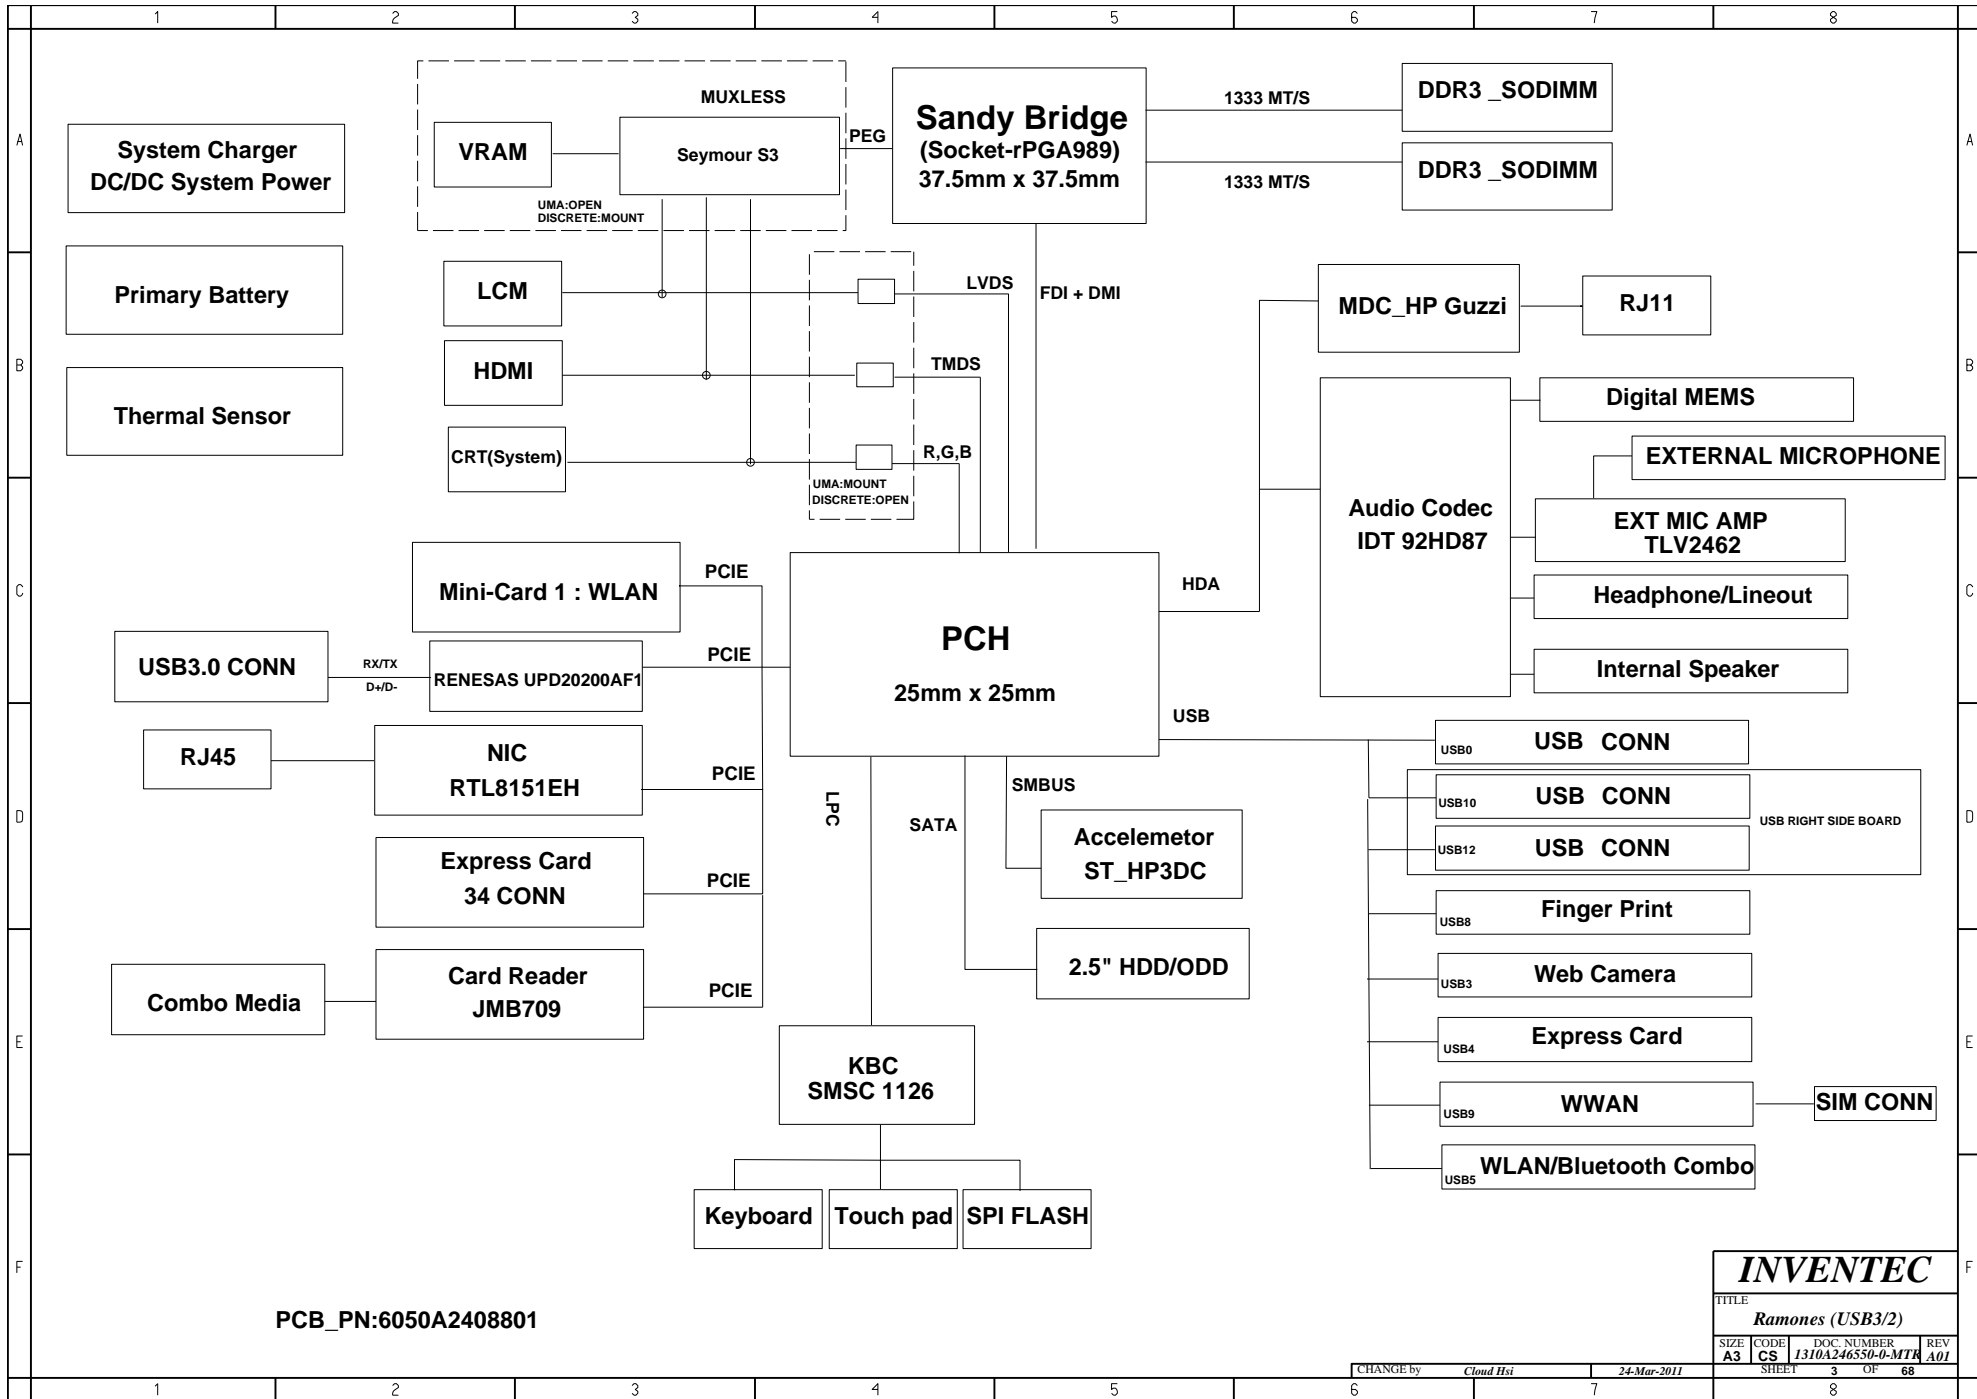 1 2 3 4 5 6 7 8
A
B
C
D
E
F
A
B
C
D
E
F
System Charger
DC/DC System Power
Primary Battery
Thermal Sensor
MUXLESS
VRAM
Seymour S3
UMA:OPEN
DISCRETE:MOUNT
PEG
Sandy Bridge
(Socket-rPGA989)
37.5mm x 37.5mm
1333 MT/S
DDR3 _SODIMM
1333 MT/S
DDR3 _SODIMM
LCM
LVDS
FDI + DMI
HDMI
TMDS
CRT(System)
R,G,B
UMA:MOUNT
DISCRETE:OPEN
MDC_HP Guzzi
RJ11
Audio Codec
IDT 92HD87
Digital MEMS
EXTERNAL MICROPHONE
EXT MIC AMP
TLV2462
Headphone/Lineout
Internal Speaker
HDA
PCH
25mm x 25mm
Mini-Card 1 : WLAN
PCIE
USB3.0 CONN
RX/TX
D+/D-
RENESAS UPD20200AF1
PCIE
RJ45
NIC
RTL8151EH
PCIE
Express Card
34 CONN
PCIE
Combo Media
Card Reader
JMB709
PCIE
LPC
SATA
SMBUS
Accelemetor
ST_HP3DC
2.5" HDD/ODD
KBC
SMSC 1126
Keyboard
Touch pad
SPI FLASH
USB
USB0 USB CONN
USB10 USB CONN
USB12 USB CONN
USB RIGHT SIDE BOARD
USB8 Finger Print
USB3 Web Camera
USB4 Express Card
USB9 WWAN
SIM CONN
USB5 WLAN/Bluetooth Combo
PCB_PN:6050A2408801
INVENTEC
TITLE
Ramones (USB3/2)
SIZE CODE DOC. NUMBER REV
A3 CS 1310A246550-0-MTR A01
CHANGE by Cloud Hsi 24-Mar-2011 SHEET 3 OF 68
1 2 3 4 5 6 7 8